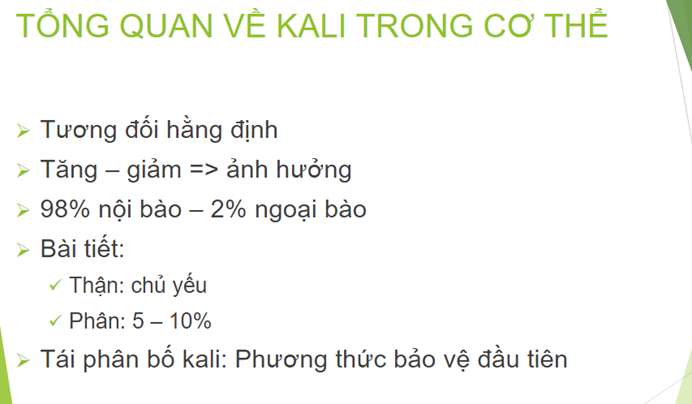 TỔNG QUAN VỀ KALI TRONG CƠ THỂ
Tương đối hằng định
Tăng – giảm => ảnh hưởng
98% nội bào – 2% ngoại bào
Bài tiết:
Thận: chủ yếu
Phân: 5 – 10%
Tái phân bố kali: Phương thức bảo vệ đầu tiên